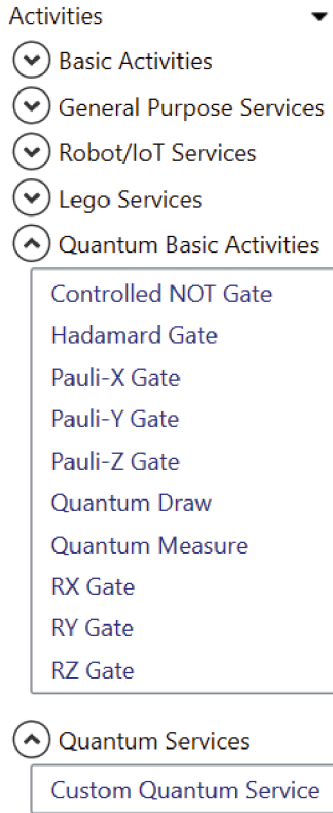 Activities
Basic Activities
General Purpose Services
Robot/IoT Services
Lego Services
Quantum Basic Activities
Controlled NOT Gate
Hadamard Gate
Pauli-X Gate
Pauli-Y Gate
Pauli-Z Gate
Quantum Draw
Quantum Measure
RX Gate
RY Gate
RZ Gate
Quantum Services
Custom Quantum Service